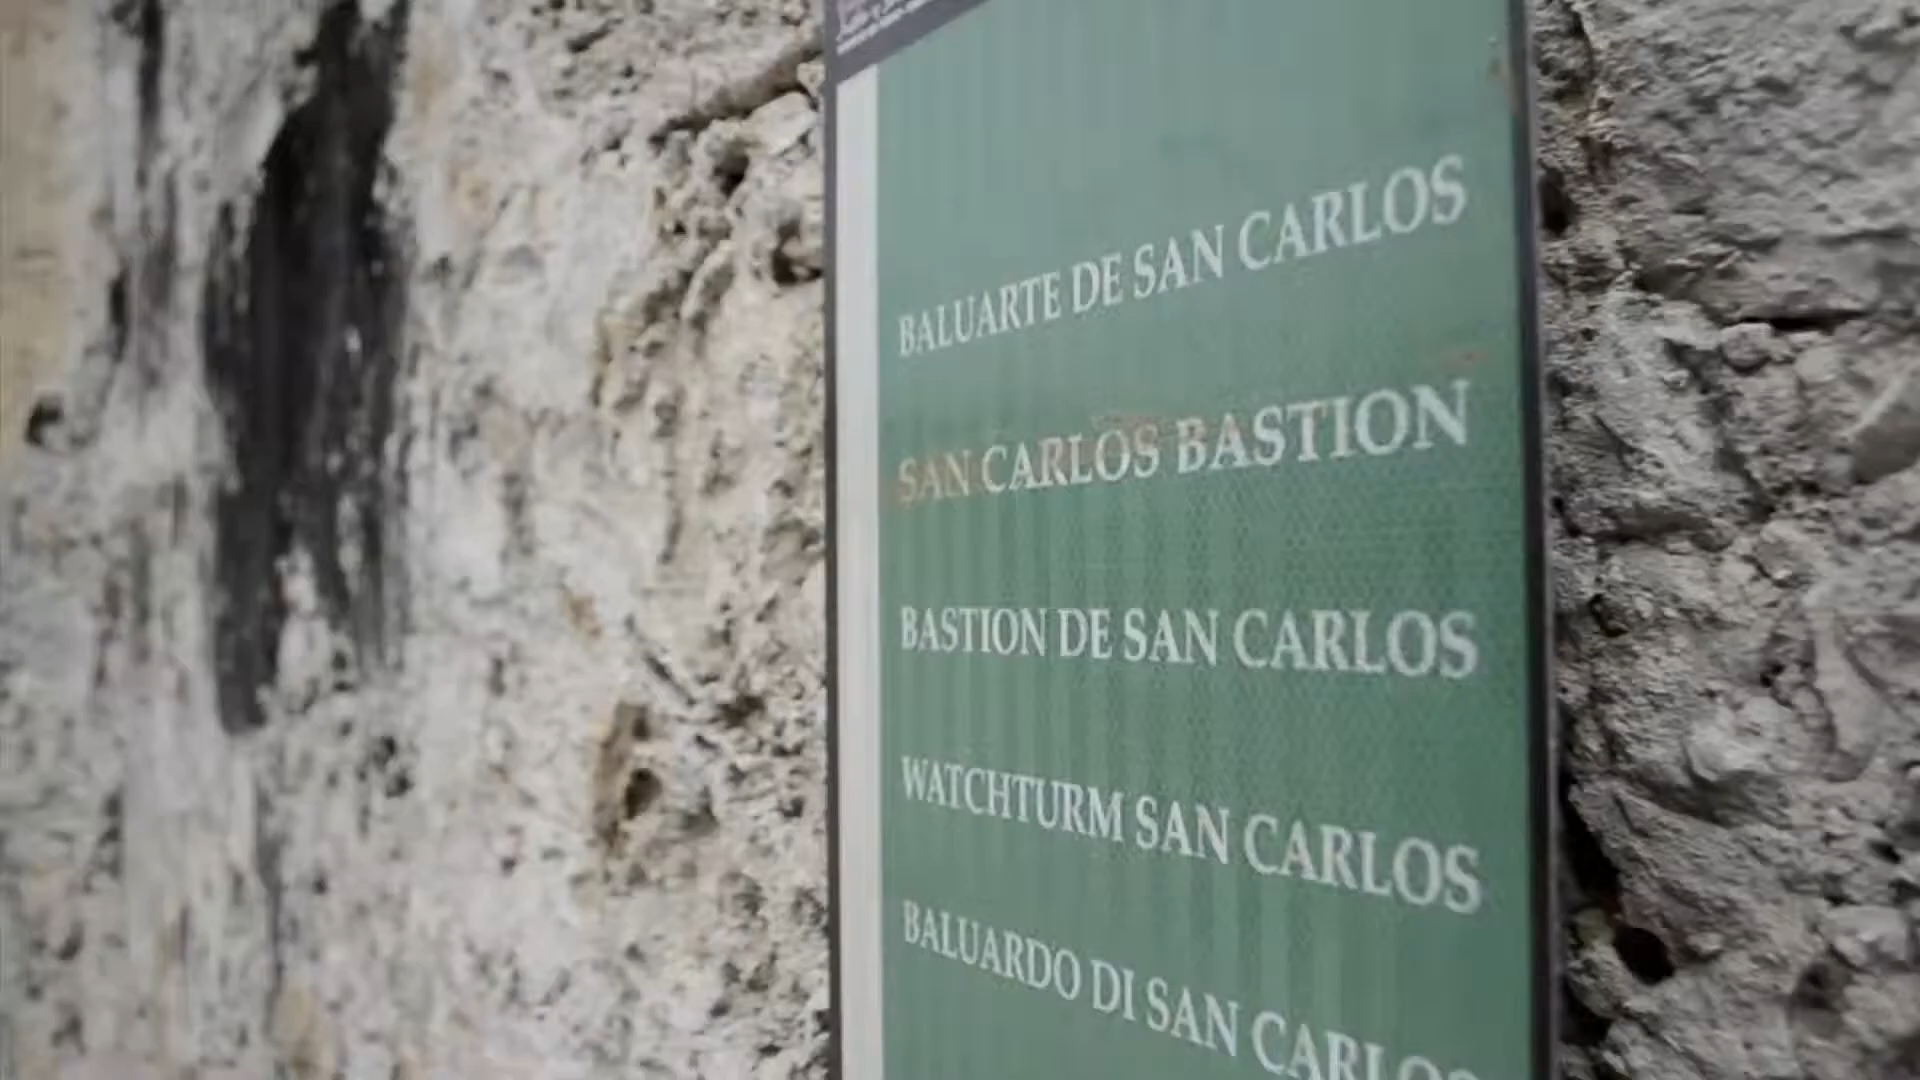 BALUARTE DE SAN CARLOS
SAN CARLOS BASTION
BASTION DE SAN CARLOS
WATCHTURM SAN CARLOS
BALUARDO DI SAN CARLOS